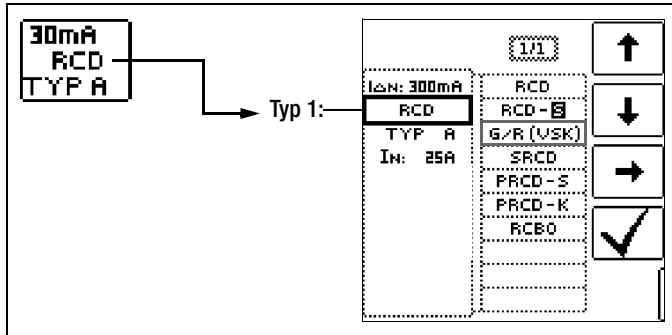 30mA
RCD
TYP A
Typ 1:
1/1
I△N: 300mA
RCD
TYP A
IN: 25A
RCD
RCD-S
G/R (VSK)
SRCD
PRCD-S
PRCD-K
RCBO